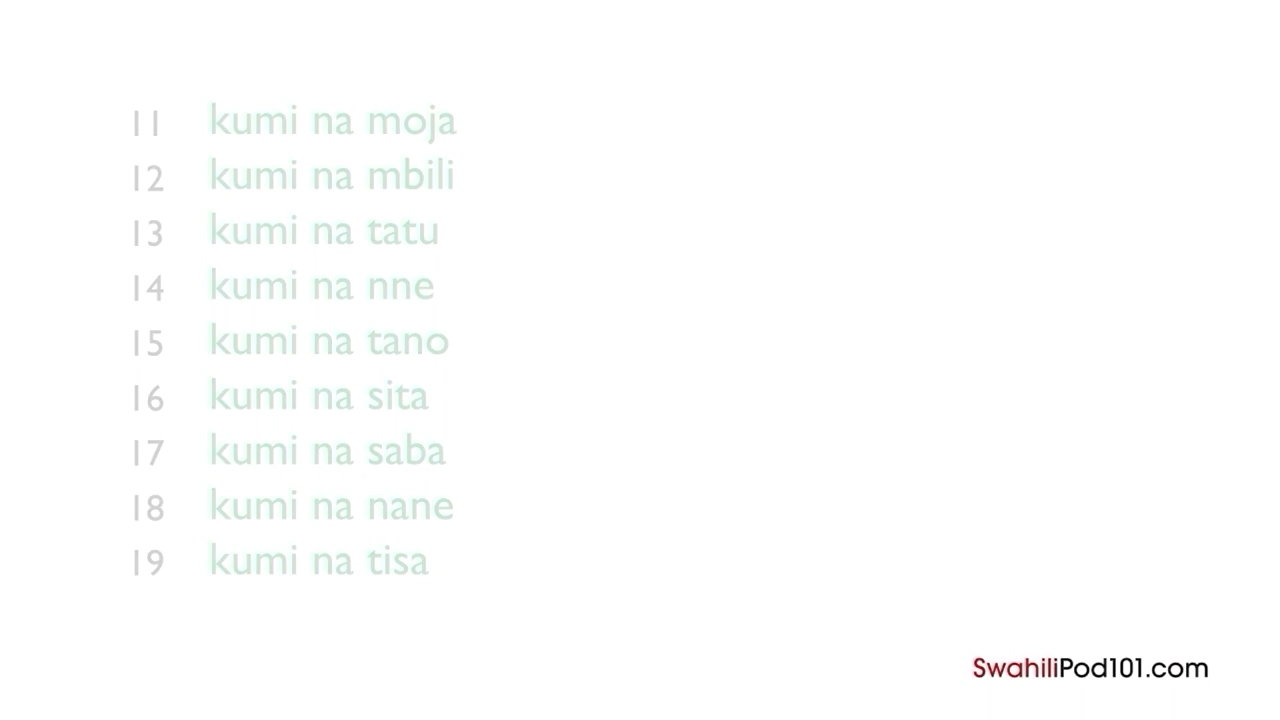 11 kumi na moja
12 kumi na mbili
13 kumi na tatu
14 kumi na nne
15 kumi na tano
16 kumi na sita
17 kumi na saba
18 kumi na nane
19 kumi na tisa
SwahiliPod101.com